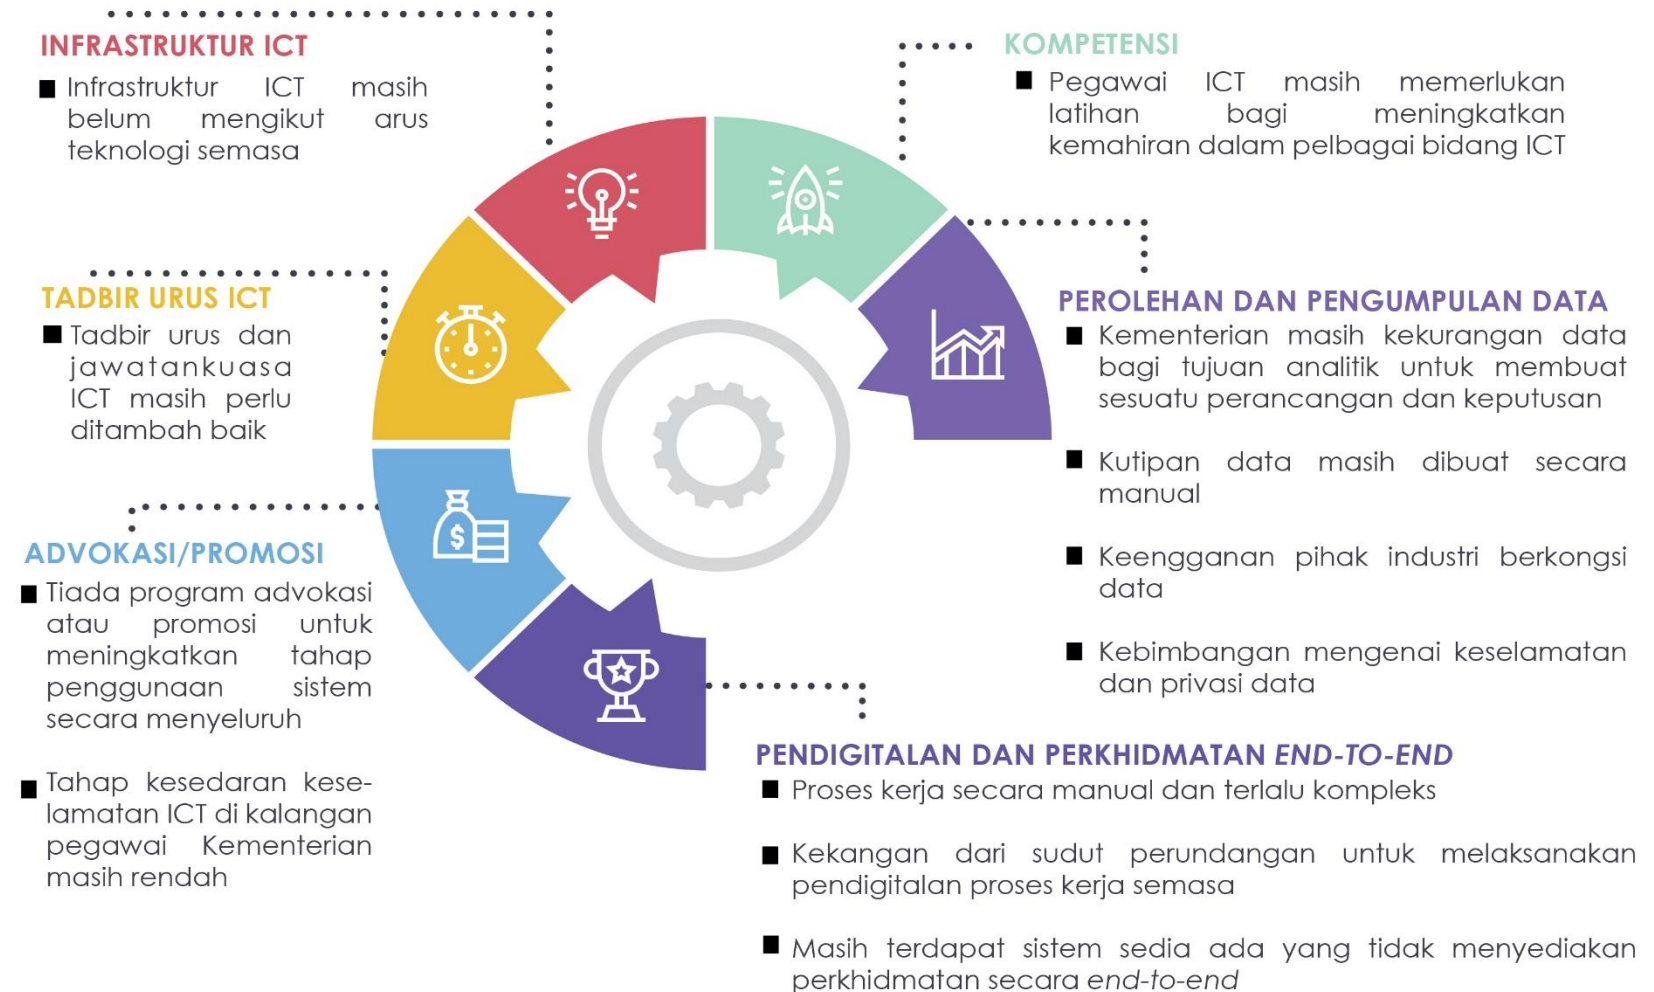 INFRASTRUKTUR ICT
Infrastruktur ICT masih
belum mengikut arus
teknologi semasa
TADBIR URUS ICT
Tadbir urus dan
jawatankuasa
ICT masih perlu
ditambah baik
ADVOKASI/PROMOSI
Tiada program advokasi
atau promosi untuk
meningkatkan tahap
penggunaan sistem
secara menyeluruh
Tahap kesedaran kese-
lamatan ICT di kalangan
pegawai Kementerian
masih rendah
KOMPETENSI
Pegawai ICT masih memerlukan
latihan bagi meningkatkan
kemahiran dalam pelbagai bidang ICT
PEROLEHAN DAN PENGUMPULAN DATA
Kementerian masih kekurangan data
bagi tujuan analitik untuk membuat
sesuatu perancangan dan keputusan
Kutipan data masih dibuat secara
manual
Keengganan pihak industri berkongsi
data
Kebimbangan mengenai keselamatan
dan privasi data
PENDIGITALAN DAN PERKHIDMATAN END-TO-END
Proses kerja secara manual dan terlalu kompleks
Kekangan dari sudut perundangan untuk melaksanakan
pendigitalan proses kerja semasa
Masih terdapat sistem sedia ada yang tidak menyediakan
perkhidmatan secara end-to-end
$